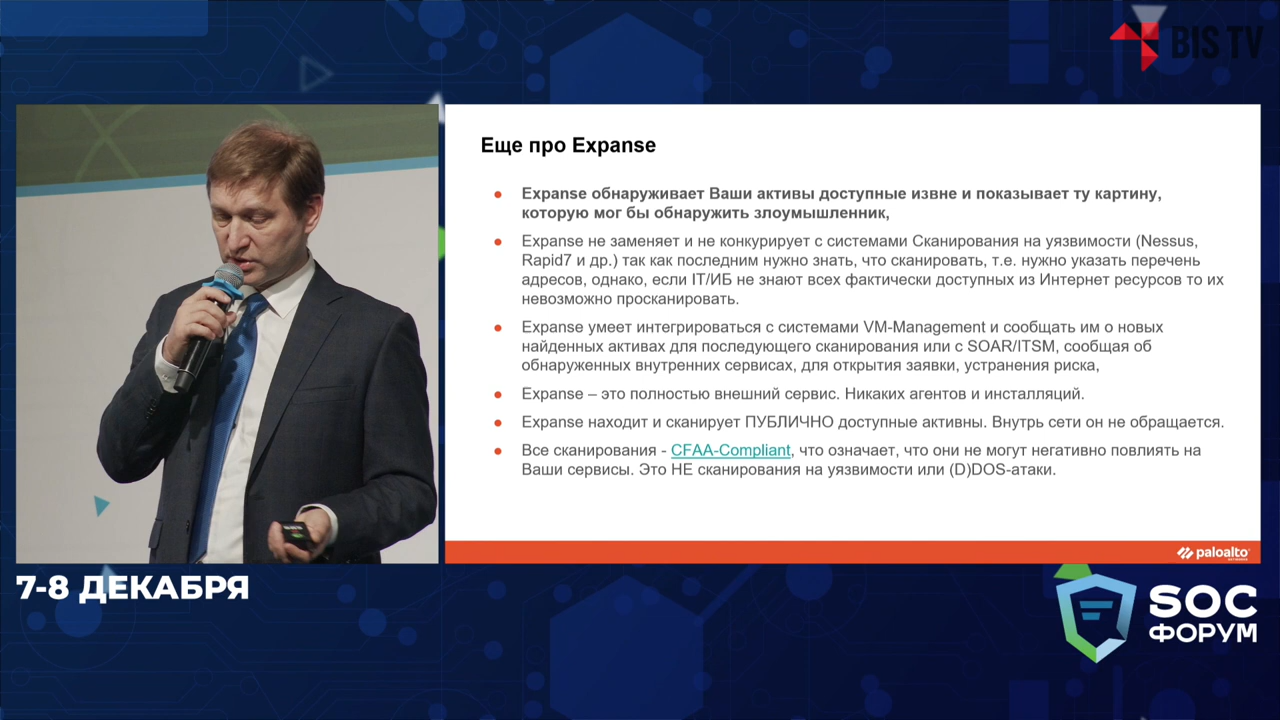 BIS TV
Еще про Expanse
Expanse обнаруживает Ваши активы доступные извне и показывает ту картину,
которую мог бы обнаружить злоумышленник,
Expanse не заменяет и не конкурирует с системами Сканирования на уязвимости (Nessus,
Rapid7 и др.) так как последним нужно знать, что сканировать, т.е. нужно указать перечень
адресов, однако, если IT/ИБ не знают всех фактически доступных из Интернет ресурсов то их
невозможно просканировать.
Expanse умеет интегрироваться с системами VM-Management и сообщать им о новых
найденных активах для последующего сканирования или с SOAR/ITSM, сообщая об
обнаруженных внутренних сервисах, для открытия заявки, устранения риска,
Expanse – это полностью внешний сервис. Никаких агентов и инсталляций.
Expanse находит и сканирует ПУБЛИЧНО доступные активны. Внутрь сети он не обращается.
Все сканирования - CFAA-Compliant, что означает, что они не могут негативно повлиять на
Ваши сервисы. Это НЕ сканирования на уязвимости или (D)DOS-атаки.
paloalto
7-8 ДЕКАБРЯ
SOC
ФОРУМ